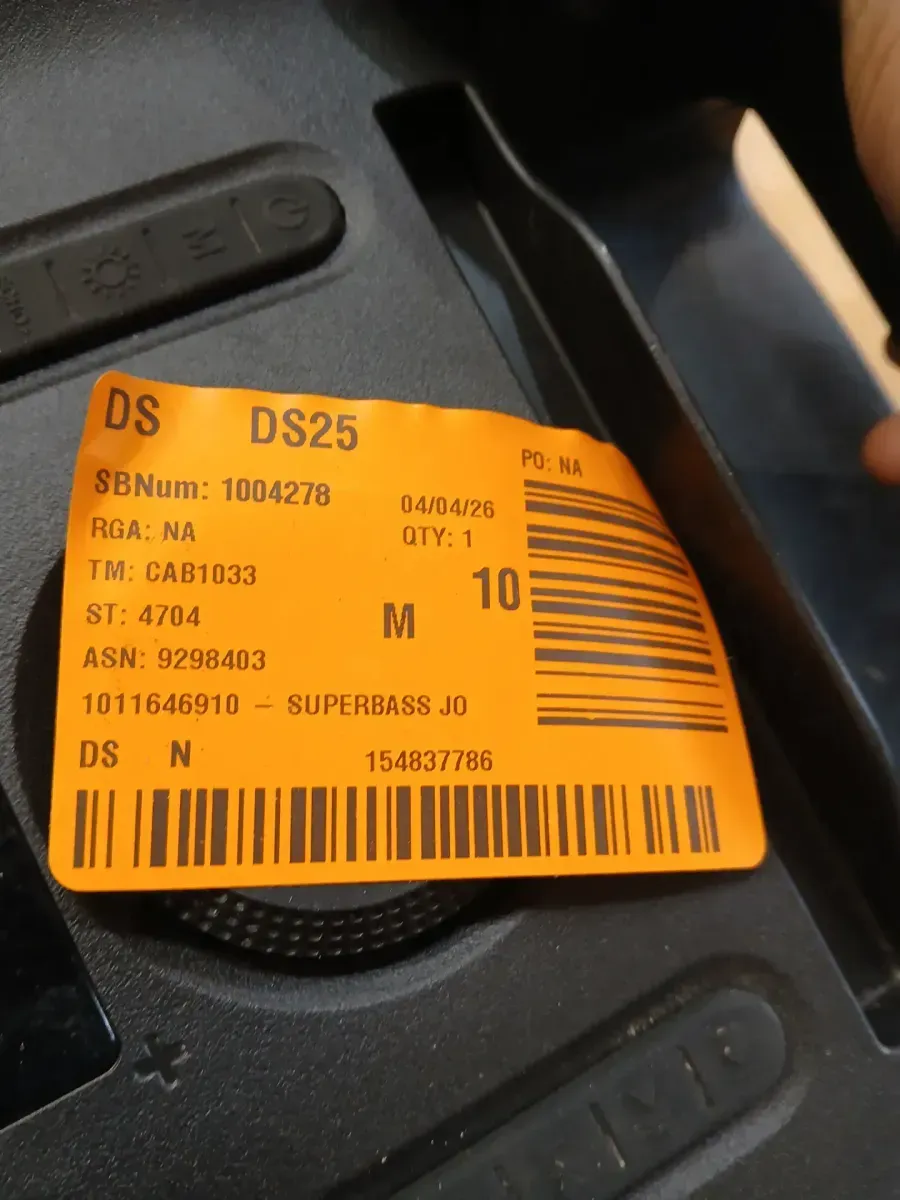 M
DS DS25
PO: NA
SBNum: 1004278
04/04/26
RGA: NA
QTY: 1
TM: CAB1033
10
ST: 4704
M
ASN: 9298403
1011646910 – SUPERBASS JO
DS N
154837786
+